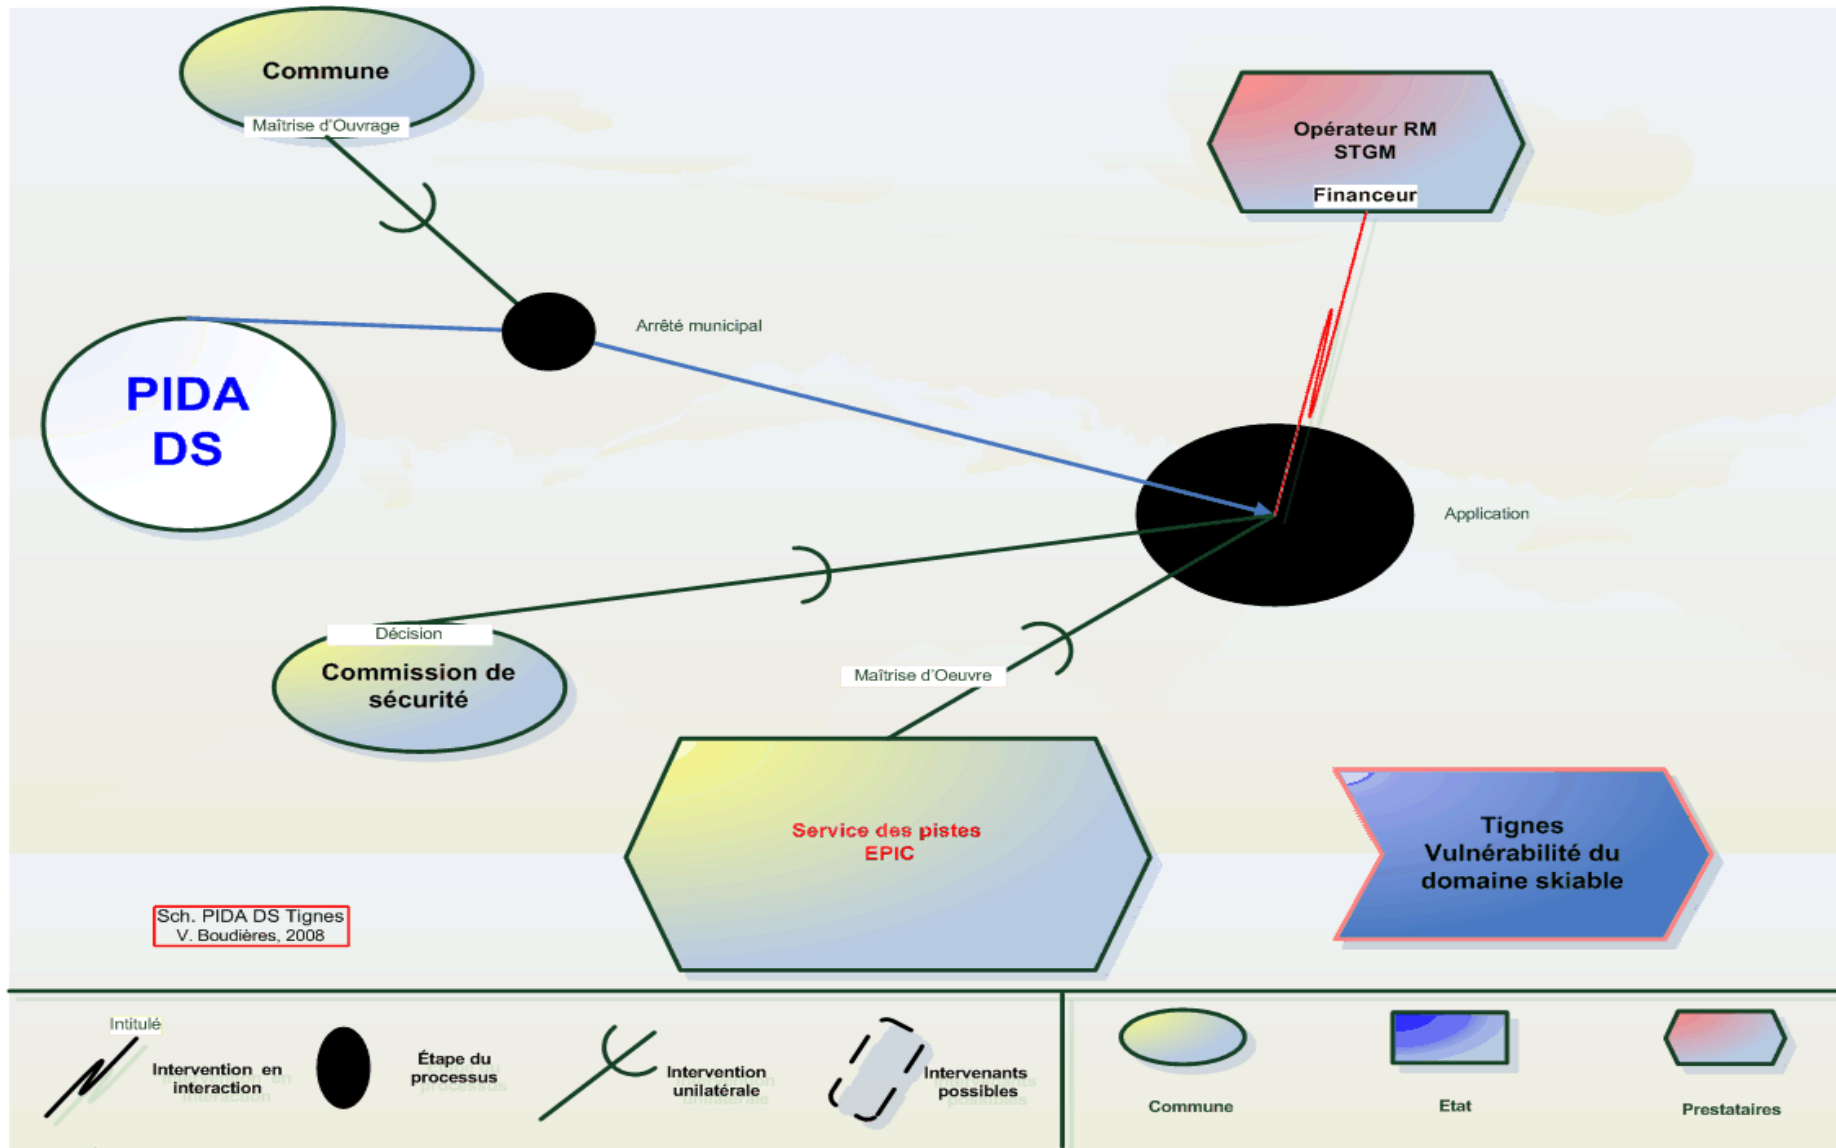 Commune
Maîtrise d'Ouvrage
Opérateur RM
STGM
Financeur
Arrêté municipal
PIDA
DS
Application
Décision
Commission de
sécurité
Maîtrise d'Oeuvre
Service des pistes
EPIC
Tignes
Vulnérabilité du
domaine skiable
Sch. PIDA DS Tignes
V. Boudières, 2008
Intitulé
Intervention en
interaction
Étape du
processus
Intervention
unilatérale
Intervenants
possibles
Commune
Etat
Prestataires